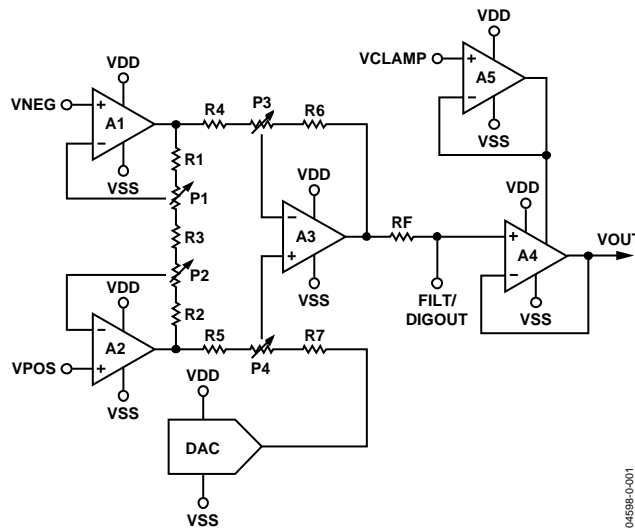 VDD
VCLAMP
+
A5
−
VSS
VDD
VNEG
+
A1
−
VSS
R4
P3
R6
R1
P1
R3
P2
R2
VDD
−
A3
+
VSS
RF
VDD
+
A4
−
VSS
VOUT
FILT/
DIGOUT
VDD
−
A2
VPOS
+
VSS
R5
P4
R7
VDD
DAC
VSS
04598-0-001